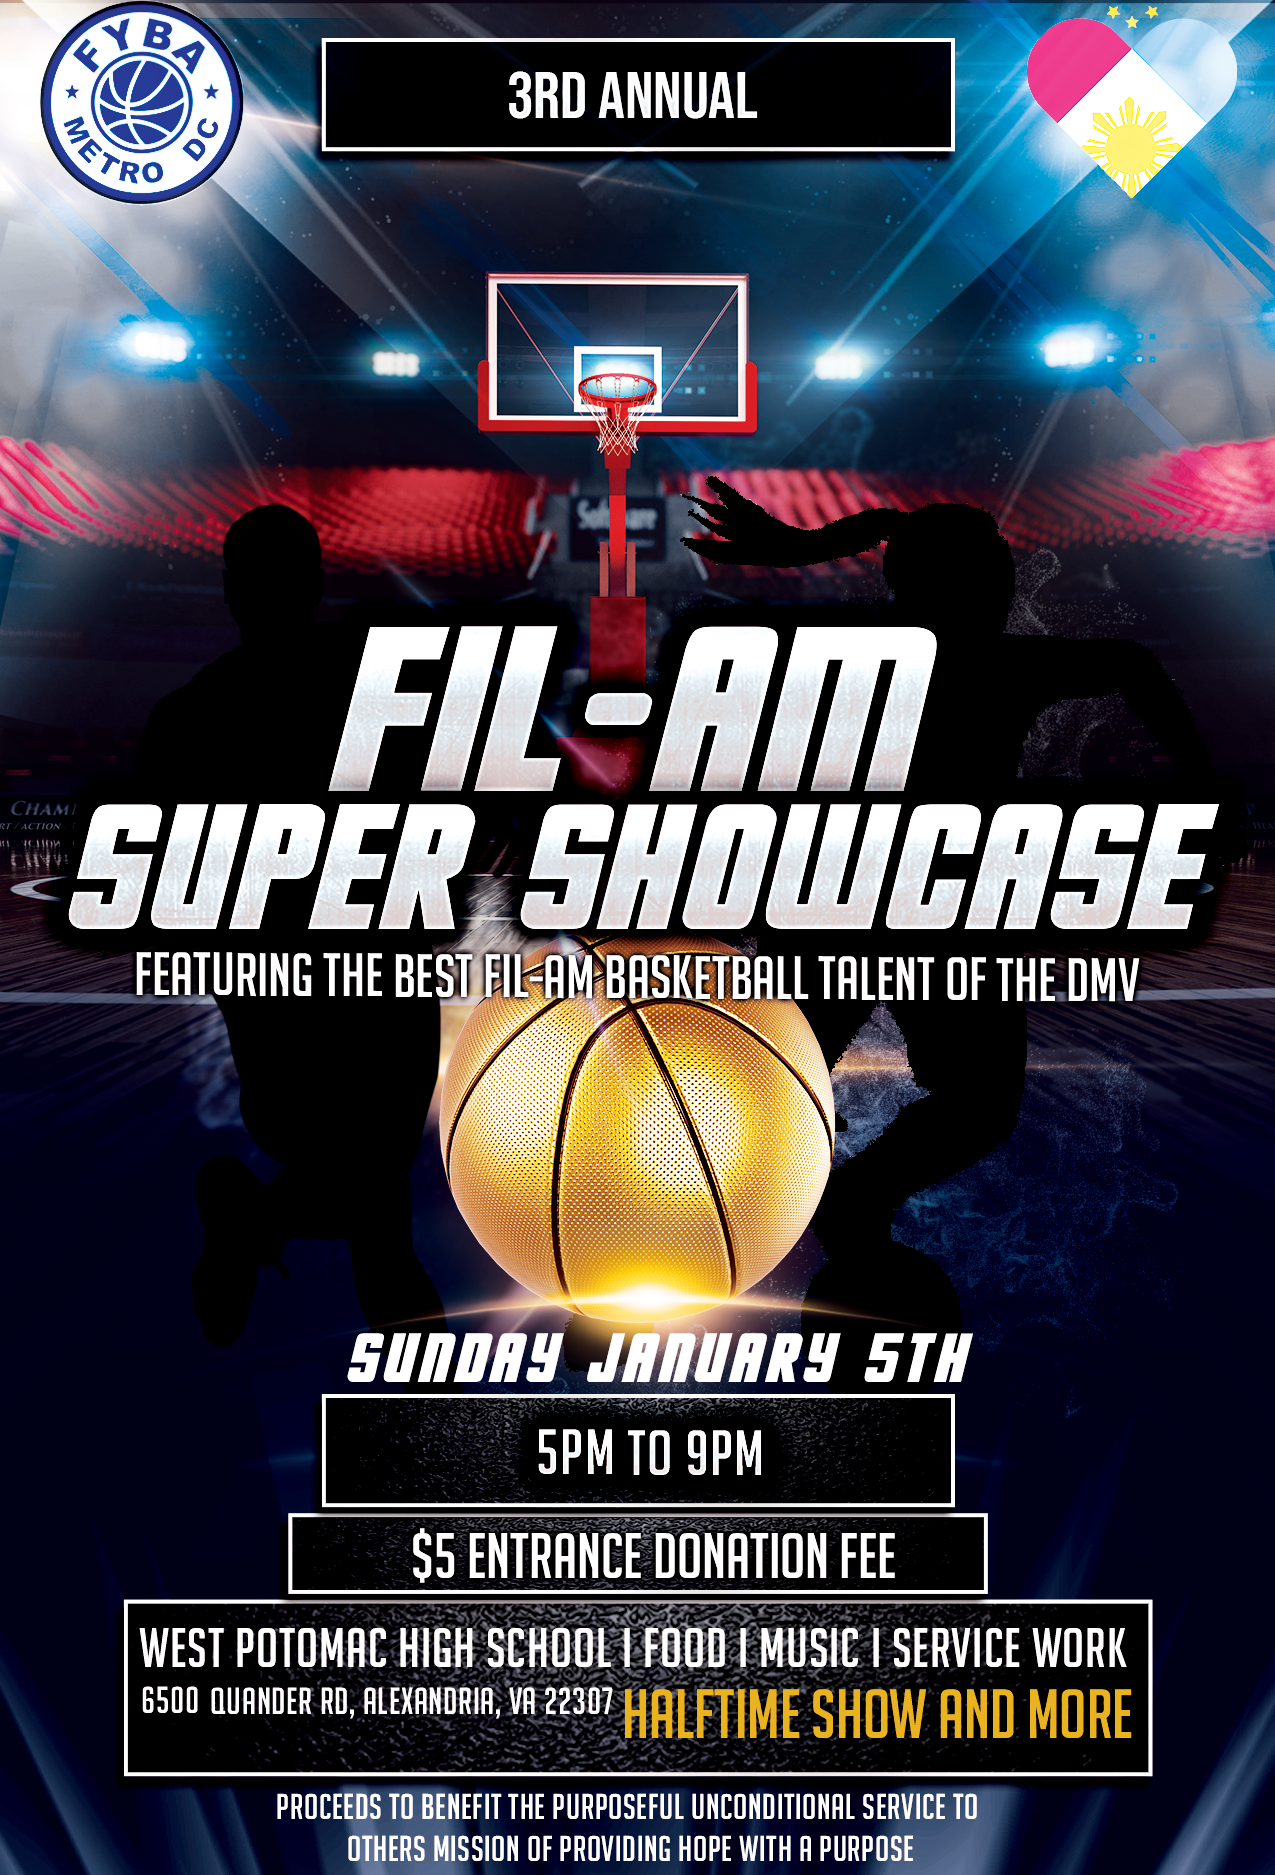 FYBA
METRO DC
3RD ANNUAL
Software
FIL-AM
CHAM
SUPER SHOWCASE
FEATURING THE BEST FIL-AM BASKETBALL TALENT OF THE DMV
SUNDAY JANUARY 5TH
5PM TO 9PM
$5 ENTRANCE DONATION FEE
WEST POTOMAC HIGH SCHOOL | FOOD | MUSIC | SERVICE WORK
6500 QUANDER RD, ALEXANDRIA, VA 22307
HALFTIME SHOW AND MORE
PROCEEDS TO BENEFIT THE PURPOSEFUL UNCONDITIONAL SERVICE TO
OTHERS MISSION OF PROVIDING HOPE WITH A PURPOSE